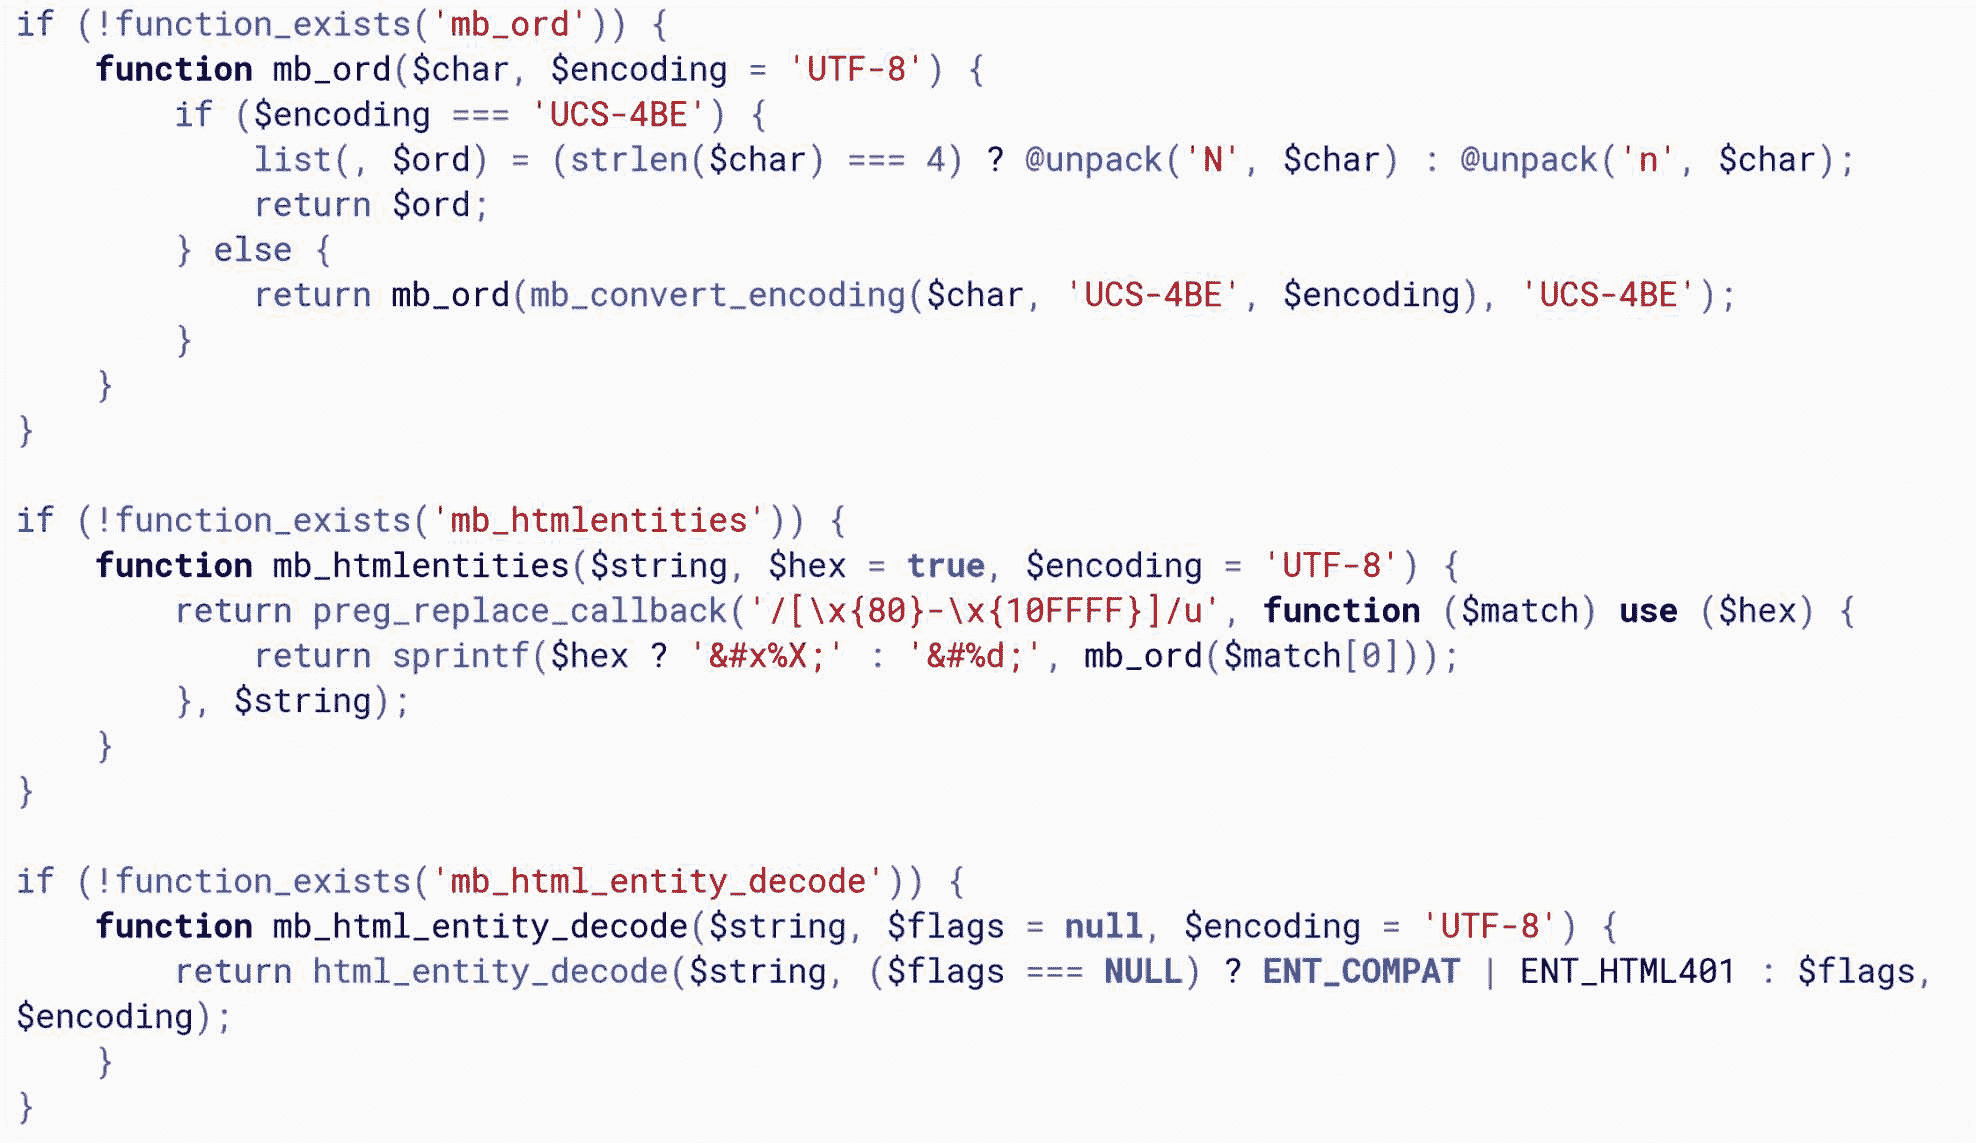 if (!function_exists('mb_ord')) {
    function mb_ord($char, $encoding = 'UTF-8') {
        if ($encoding === 'UCS-4BE') {
            list(, $ord) = (strlen($char) === 4) ? @unpack('N', $char) : @unpack('n', $char);
            return $ord;
        } else {
            return mb_ord(mb_convert_encoding($char, 'UCS-4BE', $encoding), 'UCS-4BE');
        }
    }
}

if (!function_exists('mb_htmlentities')) {
    function mb_htmlentities($string, $hex = true, $encoding = 'UTF-8') {
        return preg_replace_callback('/[\x{80}-\x{10FFFF}]/u', function ($match) use ($hex) {
            return sprintf($hex ? '&#x%X;' : '&#%d;', mb_ord($match[0]));
        }, $string);
    }
}

if (!function_exists('mb_html_entity_decode')) {
    function mb_html_entity_decode($string, $flags = null, $encoding = 'UTF-8') {
        return html_entity_decode($string, ($flags === NULL) ? ENT_COMPAT | ENT_HTML401 : $flags,
$encoding);
    }
}